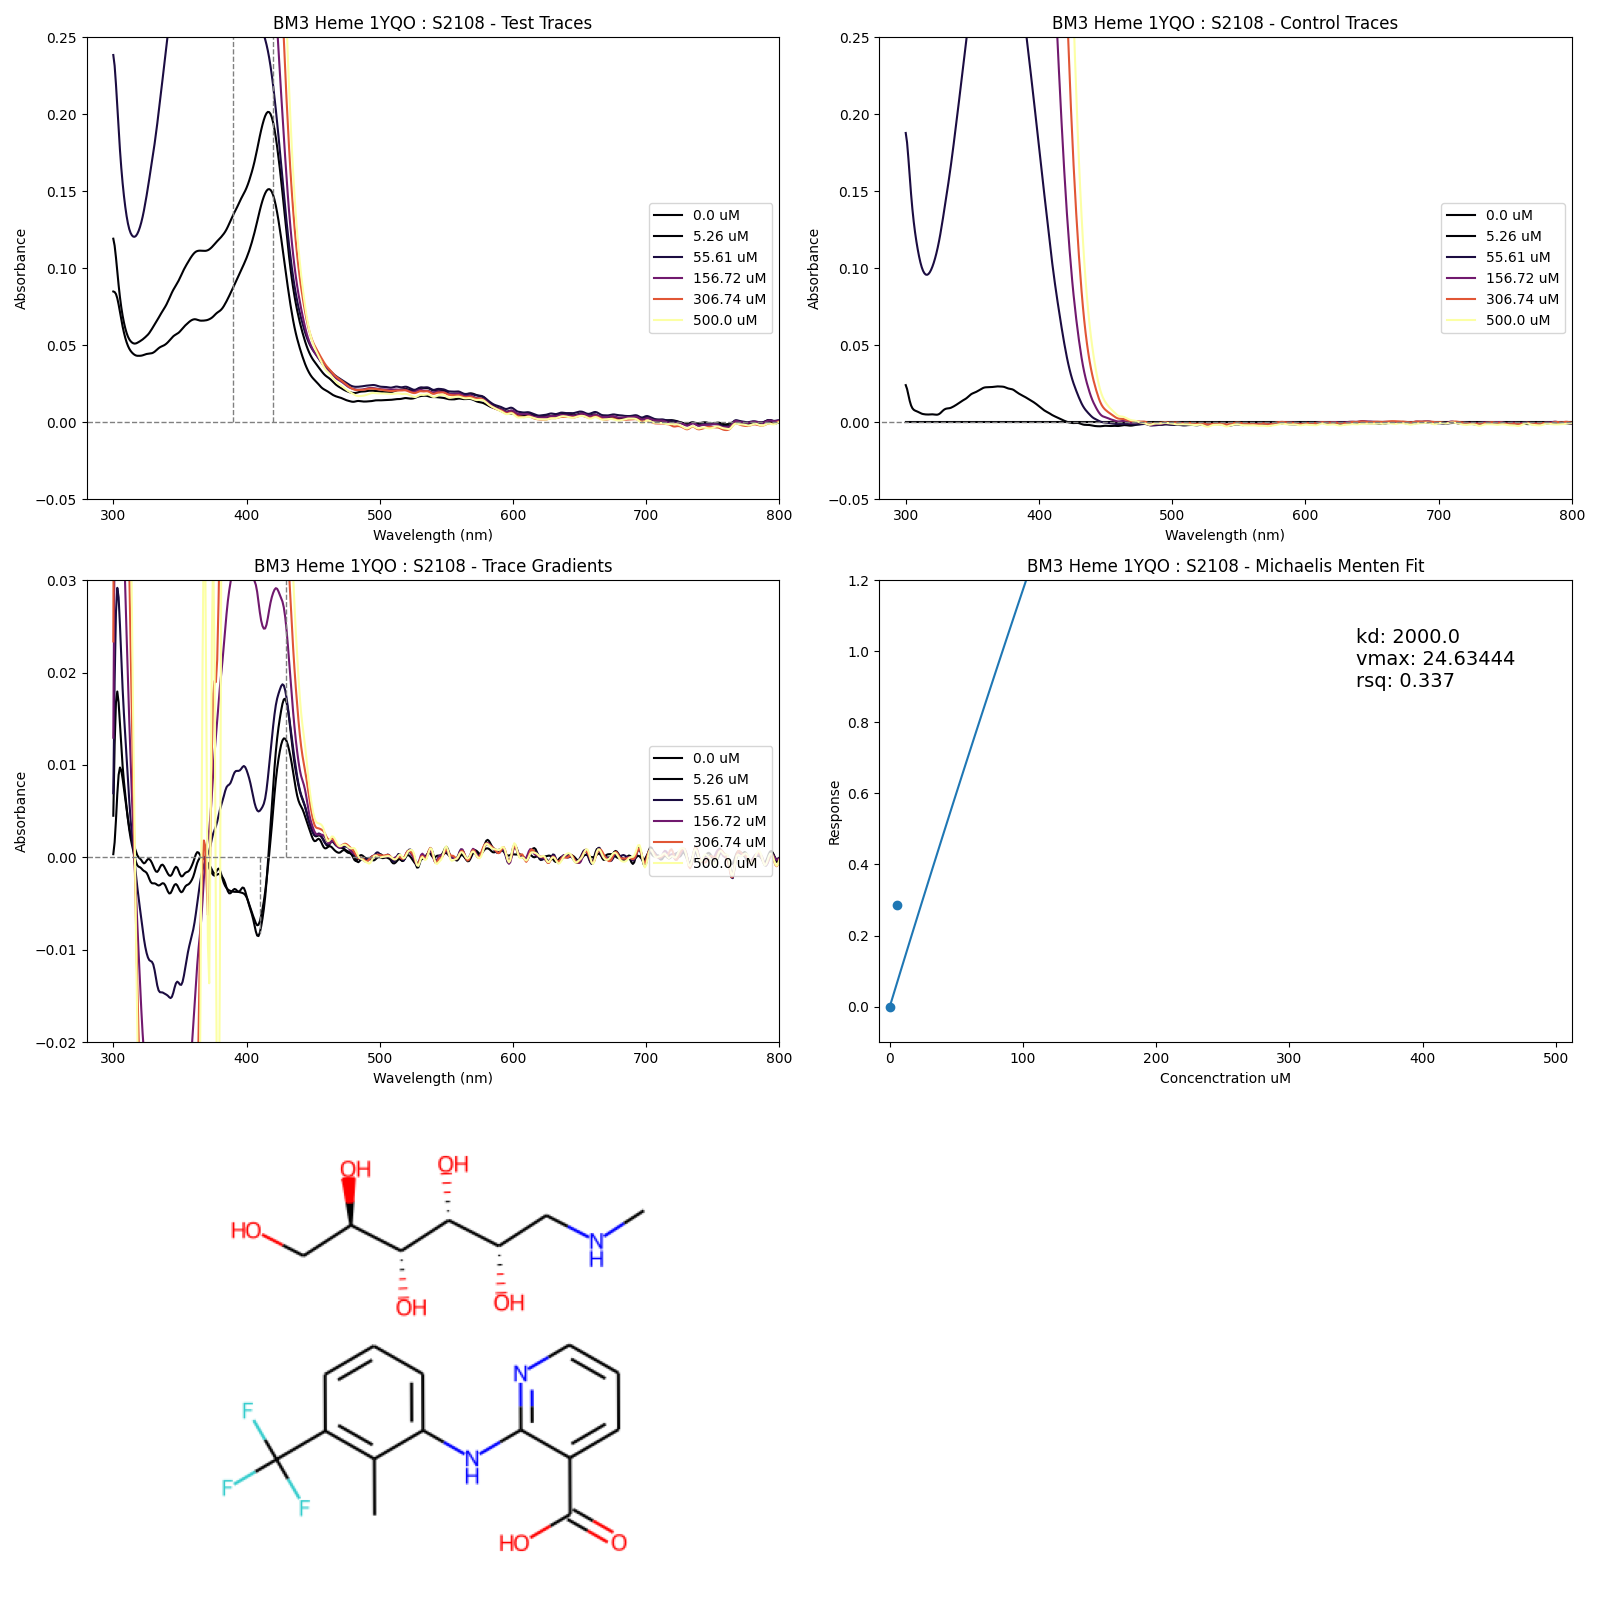 BM3 Heme 1YQO : S2108 - Test Traces
0.25
0.20
0.15
0.10
0.05
0.00
−0.05
Absorbance
300 400 500 600 700 800
Wavelength (nm)
0.0 uM
5.26 uM
55.61 uM
156.72 uM
306.74 uM
500.0 uM
BM3 Heme 1YQO : S2108 - Control Traces
0.25
0.20
0.15
0.10
0.05
0.00
−0.05
Absorbance
300 400 500 600 700 800
Wavelength (nm)
0.0 uM
5.26 uM
55.61 uM
156.72 uM
306.74 uM
500.0 uM
BM3 Heme 1YQO : S2108 - Trace Gradients
0.03
0.02
0.01
0.00
−0.01
−0.02
Absorbance
300 400 500 600 700 800
Wavelength (nm)
0.0 uM
5.26 uM
55.61 uM
156.72 uM
306.74 uM
500.0 uM
BM3 Heme 1YQO : S2108 - Michaelis Menten Fit
1.2
1.0
0.8
0.6
0.4
0.2
0.0
Response
0 100 200 300 400 500
Concenctration uM
kd: 2000.0
vmax: 24.63444
rsq: 0.337
OH OH
HO
N
H
OH OH
N
F
N
H
F
F
HO O